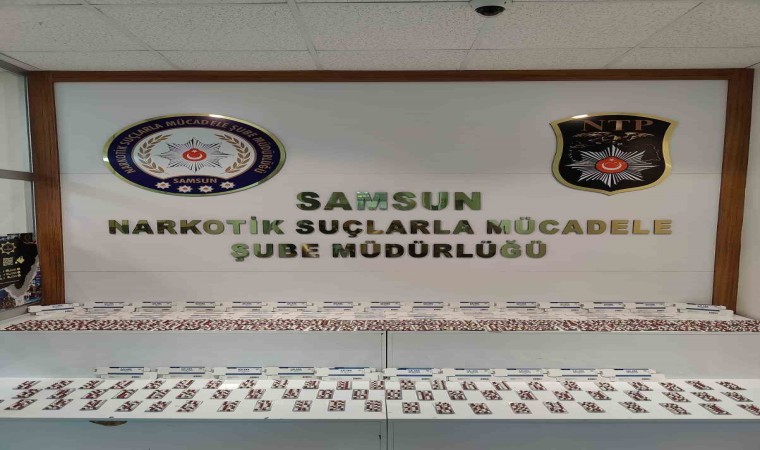 NARKOTİK SUÇLARLA MÜCADELE ŞUBE MÜDÜRLÜĞÜ
SAMSUN
NTP
SAMSUN
NARKOTİK SUÇLARLA MÜCADELE
ŞUBE MÜDÜRLÜĞÜ